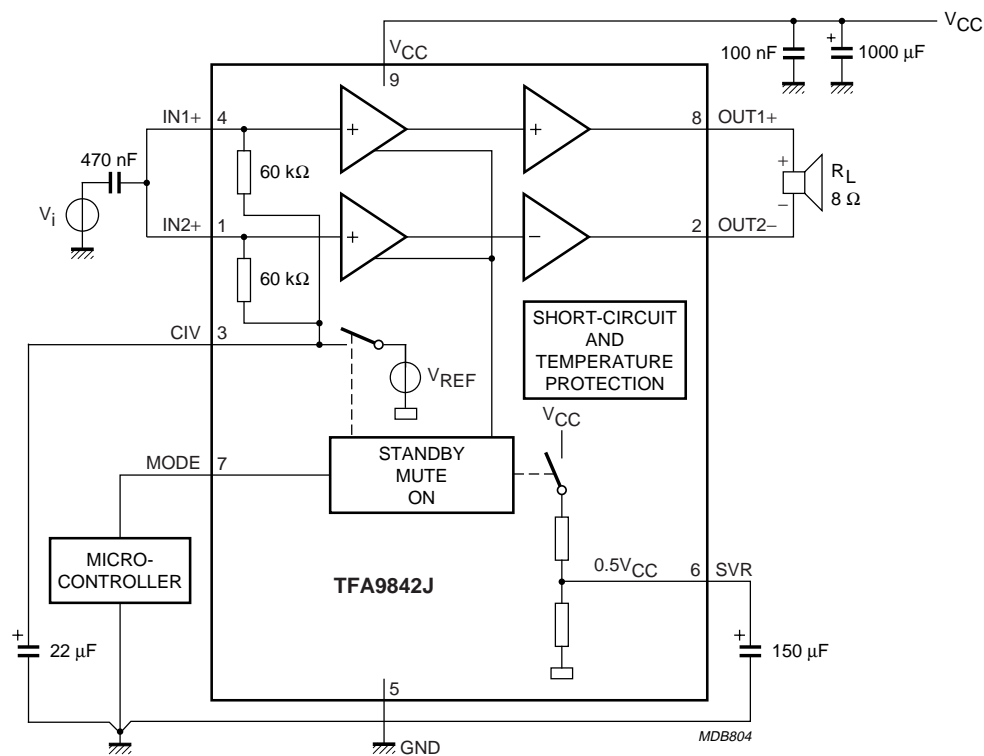 VCC
VCC
100 nF
+
1000 μF
9
IN1+
4
+
+
8
OUT1+
470 nF
60 kΩ
+
RL
8 Ω
−
Vi
IN2+
1
+
−
2
OUT2−
60 kΩ
CIV
3
SHORT-CIRCUIT
AND
TEMPERATURE
PROTECTION
VREF
VCC
MODE
7
STANDBY
MUTE
ON
MICRO-
CONTROLLER
0.5VCC
6
SVR
TFA9842J
+
22 μF
+
150 μF
5
GND
MDB804